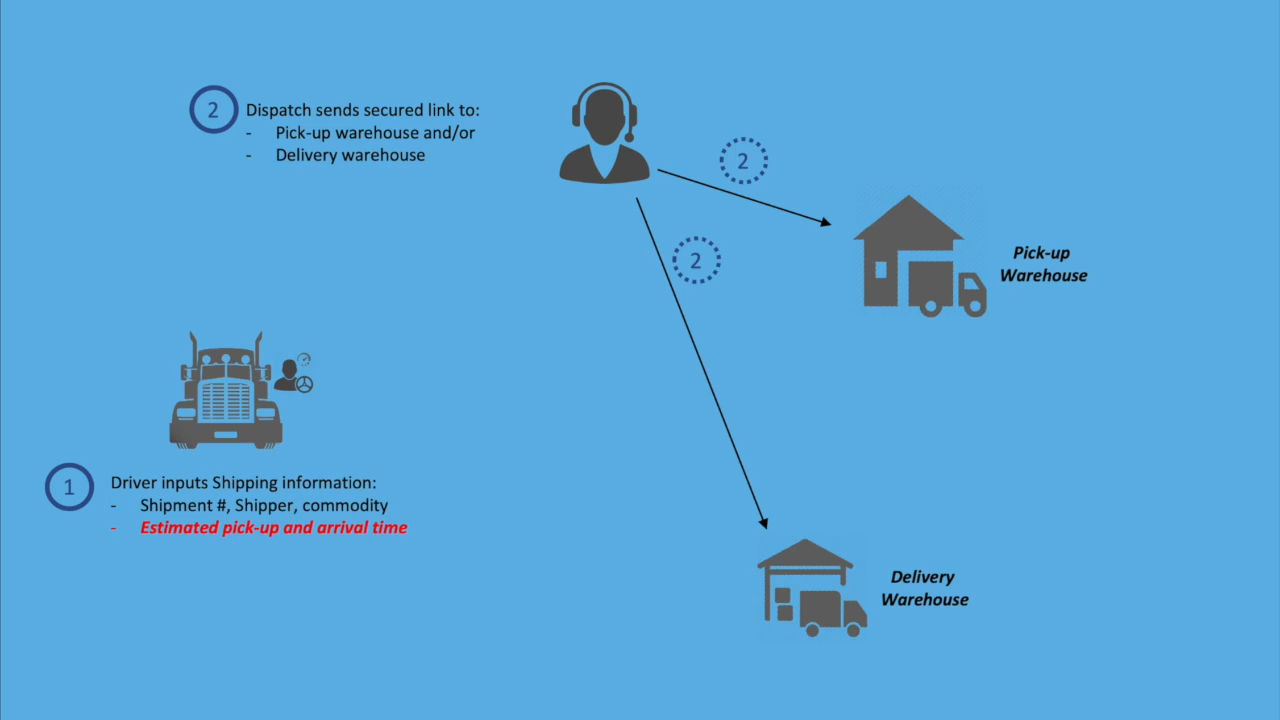 2
Dispatch sends secured link to:
- Pick-up warehouse and/or
- Delivery warehouse
2
2
Pick-up
Warehouse
1
Driver inputs Shipping information:
- Shipment #, Shipper, commodity
- Estimated pick-up and arrival time
Delivery
Warehouse